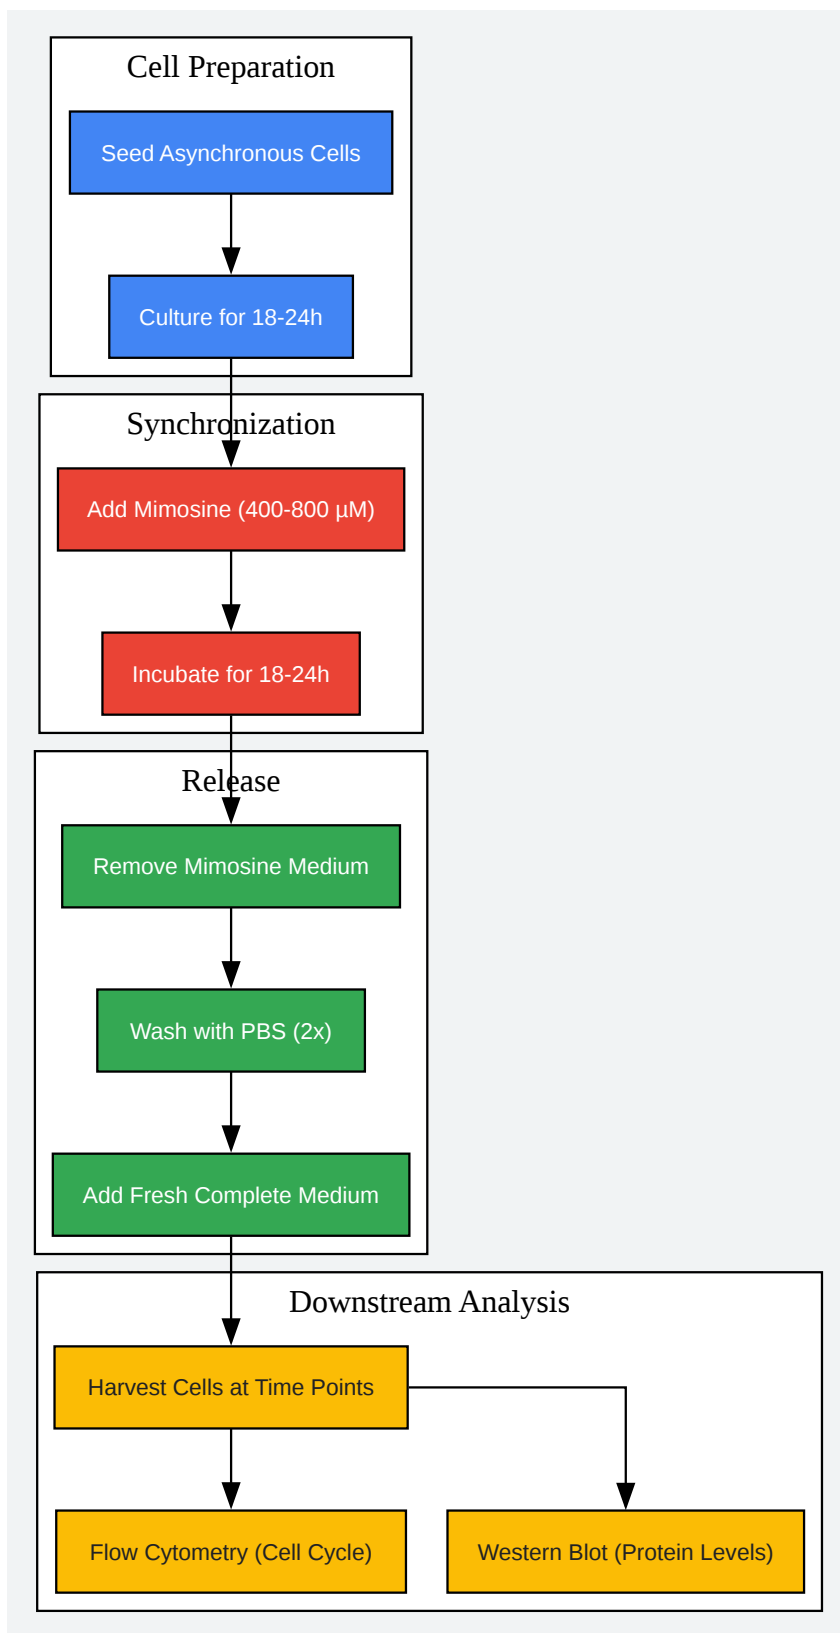 Cell Preparation
Seed Asynchronous Cells
Culture for 18-24h
Synchronization
Add Mimosine (400-800 µM)
Incubate for 18-24h
Release
Remove Mimosine Medium
Wash with PBS (2x)
Add Fresh Complete Medium
Downstream Analysis
Harvest Cells at Time Points
Flow Cytometry (Cell Cycle)
Western Blot (Protein Levels)